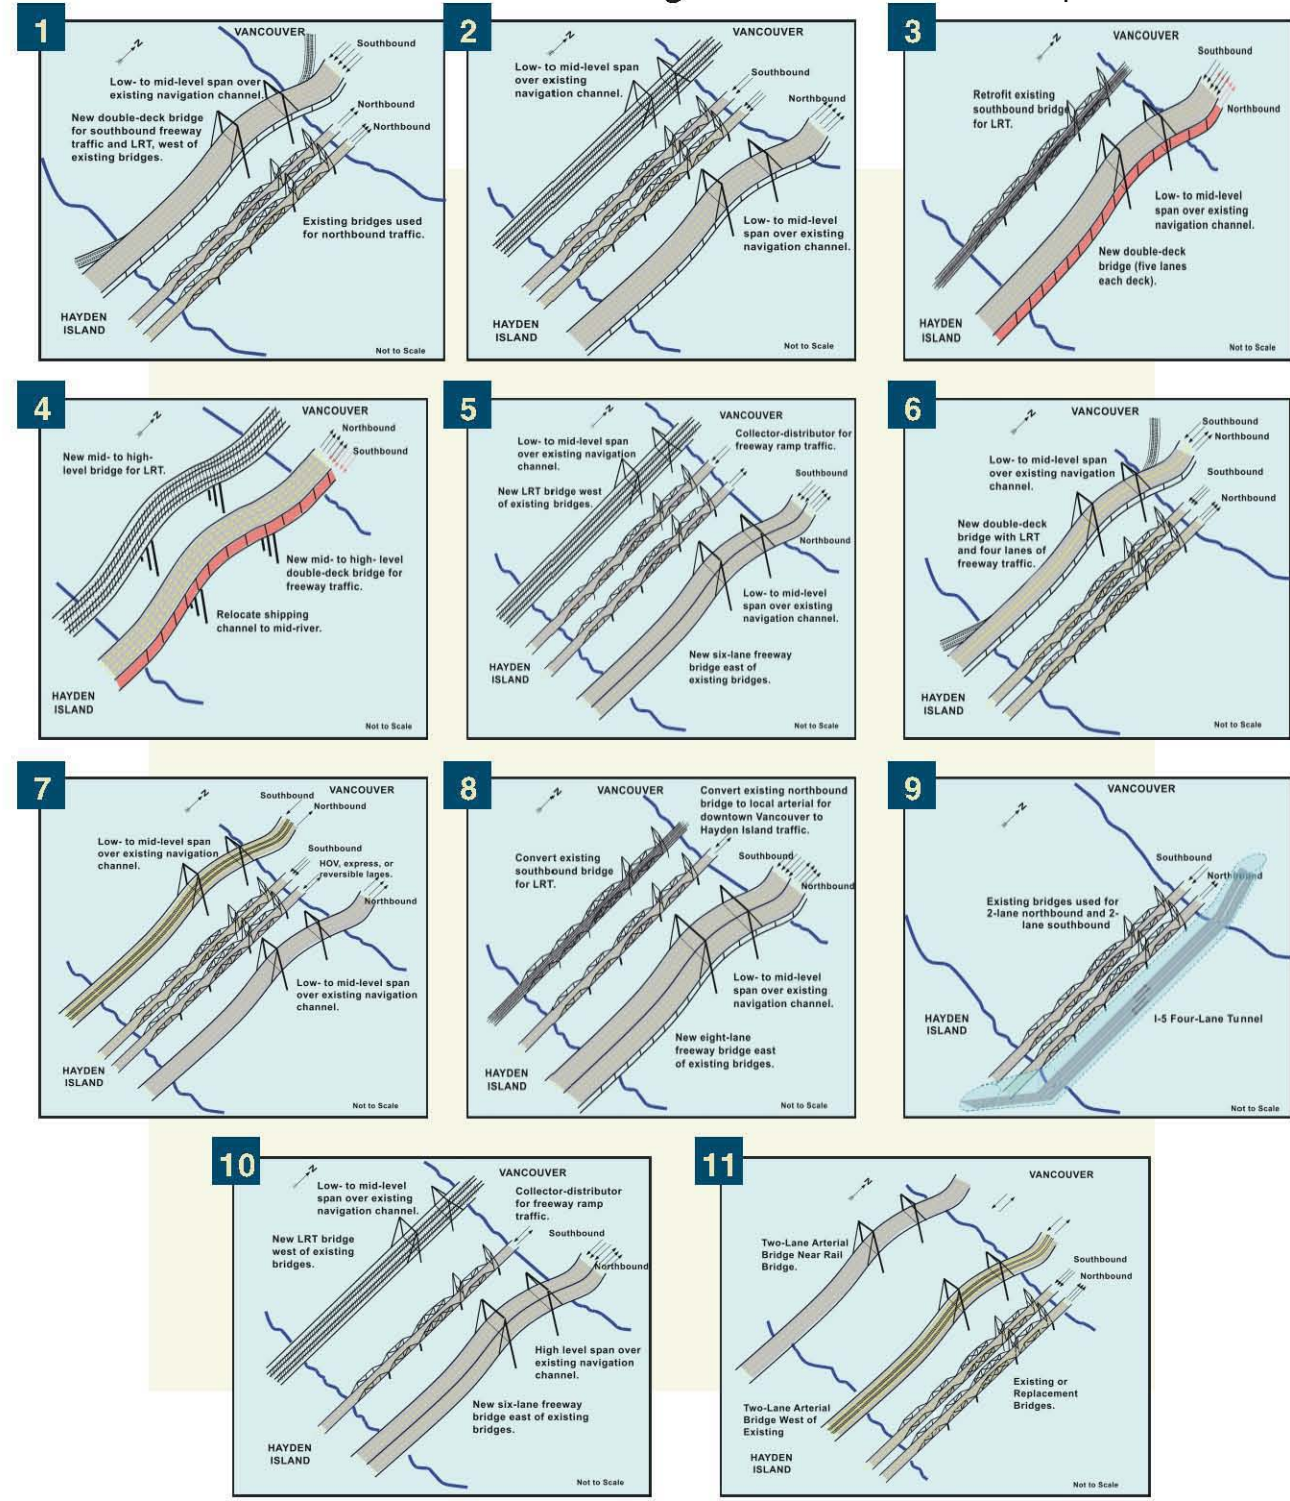 1
N
VANCOUVER
Southbound
Low- to mid-level span over
existing navigation channel.
Northbound
New double-deck bridge
for southbound freeway
traffic and LRT, west of
existing bridges.
Northbound
Existing bridges used
for northbound traffic.
HAYDEN
ISLAND
Not to Scale
2
N
VANCOUVER
Low- to mid-level span
over existing
navigation channel.
Southbound
Northbound
Low- to mid-level
span over existing
navigation channel.
HAYDEN
ISLAND
Not to Scale
3
N
VANCOUVER
Southbound
Retrofit existing
southbound bridge
for LRT.
Northbound
Low- to mid-level
span over existing
navigation channel.
New double-deck
bridge (five lanes
each deck).
HAYDEN
ISLAND
Not to Scale
4
N
VANCOUVER
Northbound
Southbound
New mid- to high-
level bridge for LRT.
New mid- to high- level
double-deck bridge for
freeway traffic.
Relocate shipping
channel to mid-river.
HAYDEN
ISLAND
Not to Scale
5
N
VANCOUVER
Collector-distributor for
freeway ramp traffic.
Low- to mid-level span
over existing navigation
channel.
Southbound
New LRT bridge west
of existing bridges.
Northbound
Low- to mid-level
span over existing
navigation channel.
New six-lane freeway
bridge east of
existing bridges.
HAYDEN
ISLAND
Not to Scale
6
N
VANCOUVER
Southbound
Northbound
Low- to mid-level span
over existing navigation
channel.
Southbound
Northbound
New double-deck
bridge with LRT
and four lanes of
freeway traffic.
HAYDEN
ISLAND
Not to Scale
7
N
VANCOUVER
Southbound
Northbound
Low- to mid-level span
over existing navigation
channel.
Southbound
HOV, express, or
reversible lanes.
Northbound
Low- to mid-level span
over existing navigation
channel.
HAYDEN
ISLAND
Not to Scale
8
N
VANCOUVER
Convert existing northbound
bridge to local arterial for
downtown Vancouver to
Hayden Island traffic.
Convert existing
southbound bridge
for LRT.
Southbound
Northbound
Low- to mid-level
span over existing
navigation channel.
New eight-lane
freeway bridge east
of existing bridges.
HAYDEN
ISLAND
Not to Scale
9
N
VANCOUVER
Southbound
Northbound
Existing bridges used for
2-lane northbound and 2-
lane southbound
HAYDEN
ISLAND
I-5 Four-Lane Tunnel
Not to Scale
10
N
VANCOUVER
Low- to mid-level
span over existing
navigation channel.
Collector-distributor
for freeway ramp
traffic.
New LRT bridge
west of existing
bridges.
Southbound
Northbound
High level span over
existing navigation
channel.
New six-lane freeway
bridge east of existing
bridges.
HAYDEN
ISLAND
Not to Scale
11
N
VANCOUVER
Two-Lane Arterial
Bridge Near Rail
Bridge.
Southbound
Northbound
Existing or
Replacement
Bridges.
Two-Lane Arterial
Bridge West of
Existing
HAYDEN
ISLAND
Not to Scale